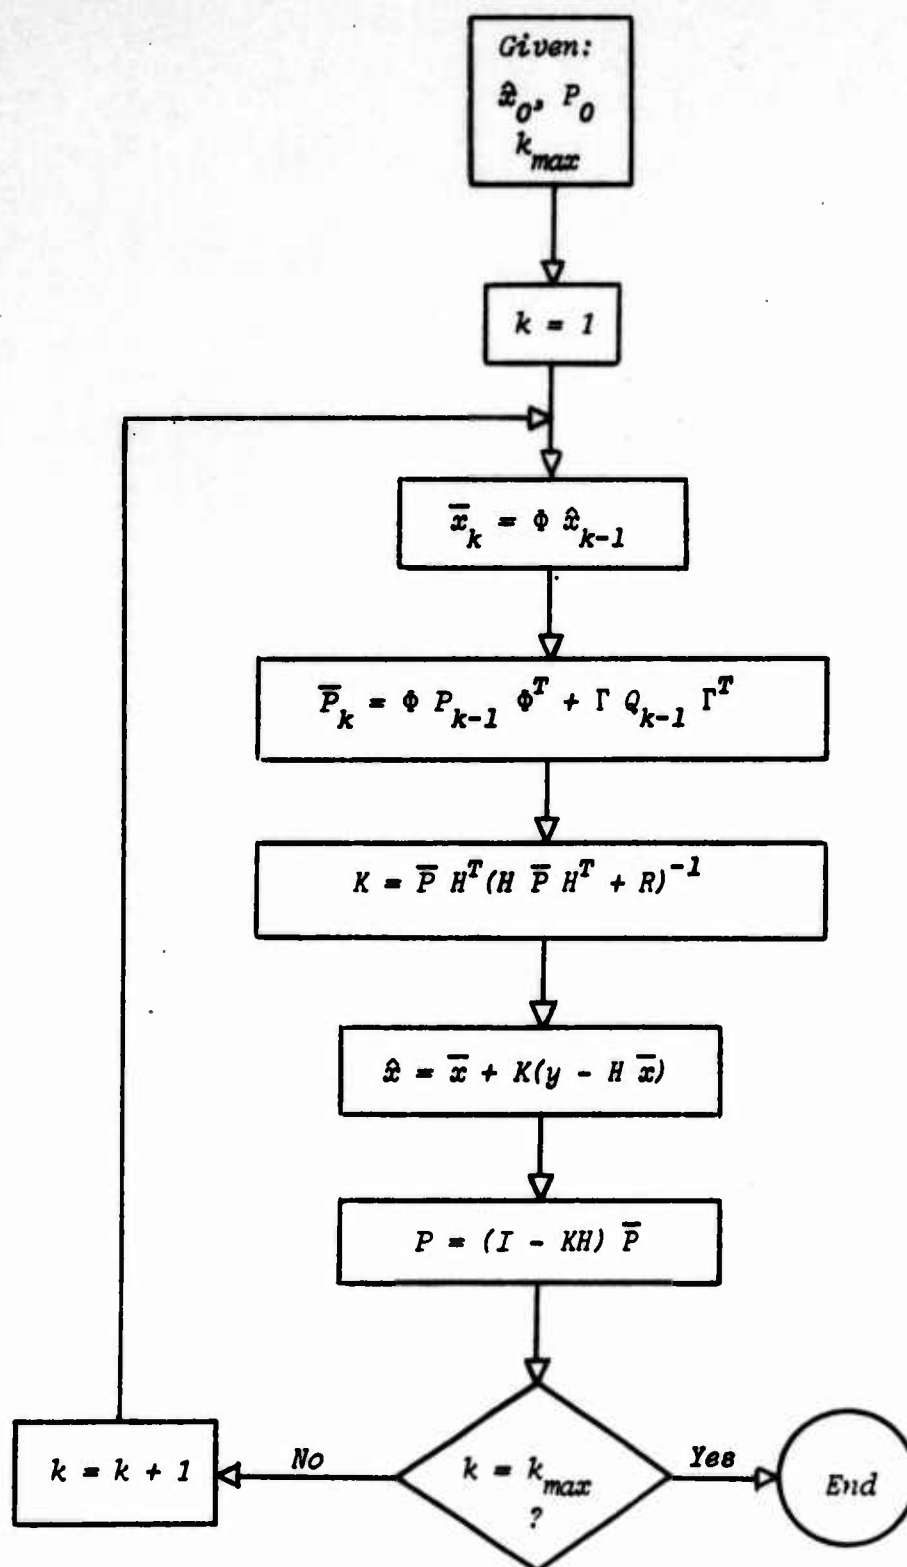 Given:
x̂₀, P₀
k_max
k = 1
x̄_k = Φ x̂_{k-1}
P̄_k = Φ P_{k-1} Φ^T + Γ Q_{k-1} Γ^T
K = P̄ H^T(H P̄ H^T + R)^{-1}
x̂ = x̄ + K(y - H x̄)
P = (I - KH) P̄
k = k + 1
No
k = k_max
?
Yes
End